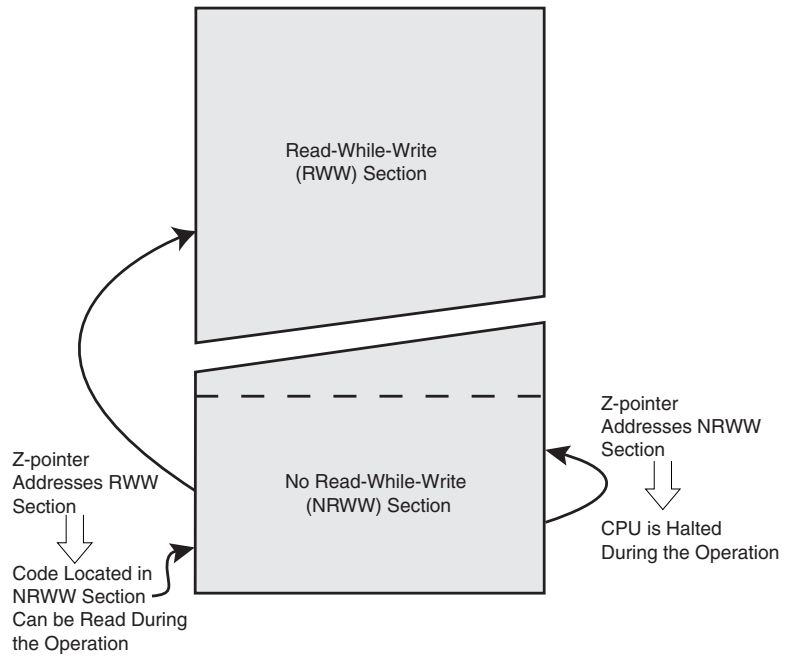 Read-While-Write
(RWW) Section
Z-pointer
Addresses NRWW
Section
CPU is Halted
During the Operation
No Read-While-Write
(NRWW) Section
Z-pointer
Addresses RWW
Section
Code Located in
NRWW Section
Can be Read During
the Operation